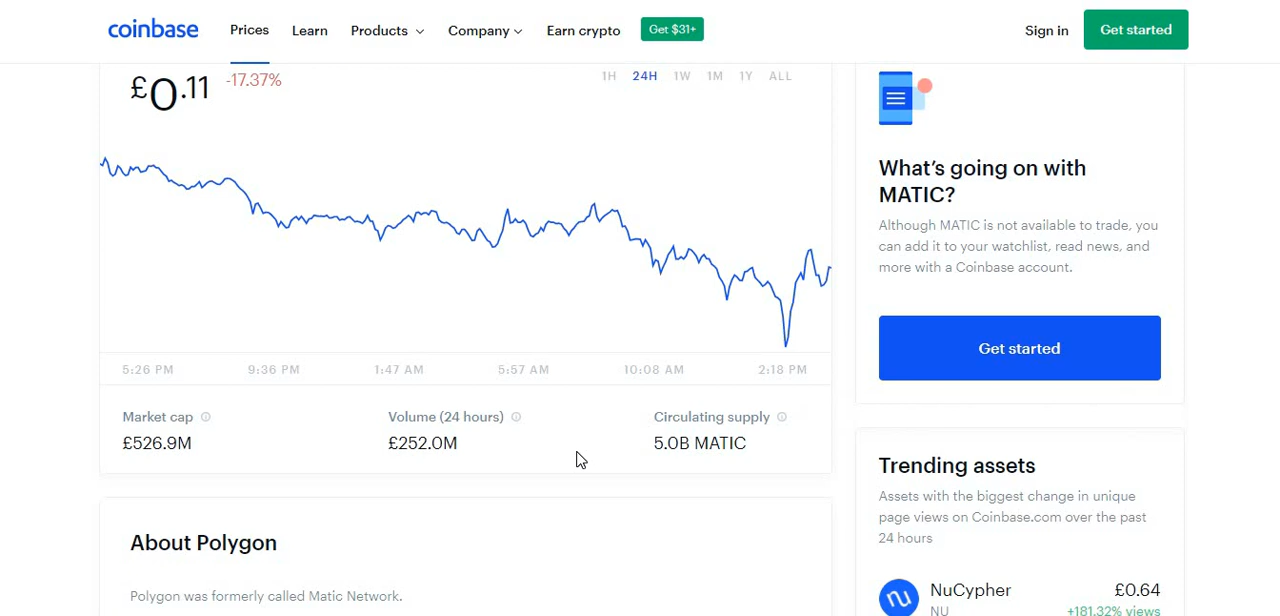 coinbase Prices Learn Products Company Earn crypto Get $31+ Sign in Get started
£0.11 -17.37% 1H 24H 1W 1M 1Y ALL
5:26 PM 9:36 PM 1:47 AM 5:57 AM 10:08 AM 2:18 PM
Market cap Volume (24 hours) Circulating supply
£526.9M £252.0M 5.0B MATIC
About Polygon
Polygon was formerly called Matic Network.
What's going on with
MATIC?
Although MATIC is not available to trade, you
can add it to your watchlist, read news, and
more with a Coinbase account.
Get started
Trending assets
Assets with the biggest change in unique
page views on Coinbase.com over the past
24 hours
NuCypher £0.64
NU +181.32% views